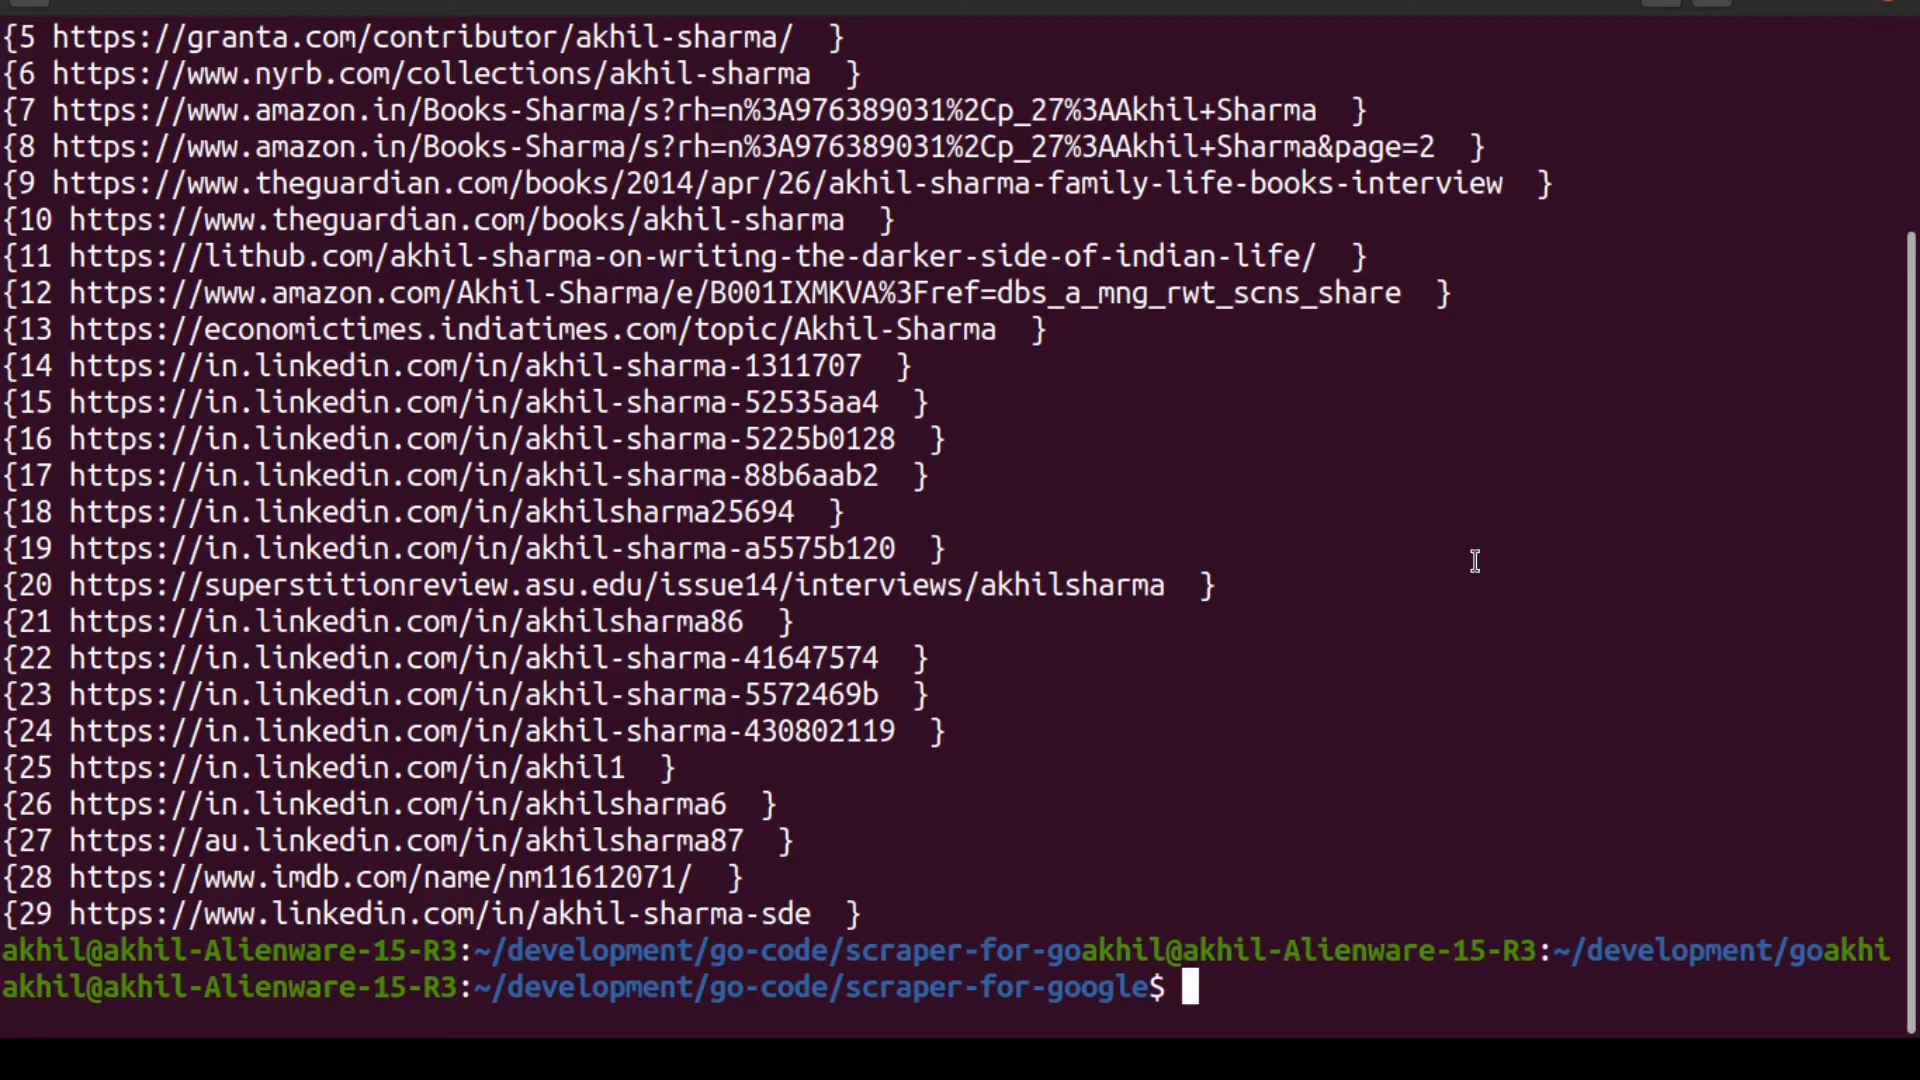 {5 https://granta.com/contributor/akhil-sharma/  }
{6 https://www.nyrb.com/collections/akhil-sharma  }
{7 https://www.amazon.in/Books-Sharma/s?rh=n%3A976389031%2Cp_27%3AAkhil+Sharma  }
{8 https://www.amazon.in/Books-Sharma/s?rh=n%3A976389031%2Cp_27%3AAkhil+Sharma&page=2  }
{9 https://www.theguardian.com/books/2014/apr/26/akhil-sharma-family-life-books-interview  }
{10 https://www.theguardian.com/books/akhil-sharma  }
{11 https://lithub.com/akhil-sharma-on-writing-the-darker-side-of-indian-life/  }
{12 https://www.amazon.com/Akhil-Sharma/e/B001IXMKVA%3Fref=dbs_a_mng_rwt_scns_share  }
{13 https://economictimes.indiatimes.com/topic/Akhil-Sharma  }
{14 https://in.linkedin.com/in/akhil-sharma-1311707  }
{15 https://in.linkedin.com/in/akhil-sharma-52535aa4  }
{16 https://in.linkedin.com/in/akhil-sharma-5225b0128  }
{17 https://in.linkedin.com/in/akhil-sharma-88b6aab2  }
{18 https://in.linkedin.com/in/akhilsharma25694  }
{19 https://in.linkedin.com/in/akhil-sharma-a5575b120  }
{20 https://superstitionreview.asu.edu/issue14/interviews/akhilsharma  }
{21 https://in.linkedin.com/in/akhilsharma86  }
{22 https://in.linkedin.com/in/akhil-sharma-41647574  }
{23 https://in.linkedin.com/in/akhil-sharma-5572469b  }
{24 https://in.linkedin.com/in/akhil-sharma-430802119  }
{25 https://in.linkedin.com/in/akhil1  }
{26 https://in.linkedin.com/in/akhilsharma6  }
{27 https://au.linkedin.com/in/akhilsharma87  }
{28 https://www.imdb.com/name/nm11612071/  }
{29 https://www.linkedin.com/in/akhil-sharma-sde  }
akhil@akhil-Alienware-15-R3:~/development/go-code/scraper-for-goakhil@akhil-Alienware-15-R3:~/development/goakhi
akhil@akhil-Alienware-15-R3:~/development/go-code/scraper-for-google$